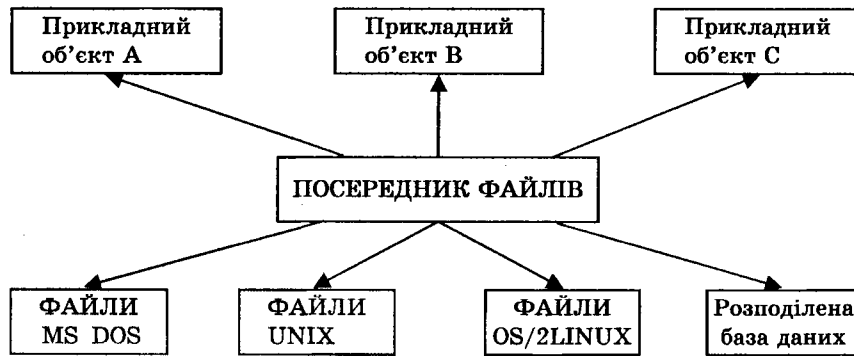 Прикладний
об'єкт А
Прикладний
об'єкт В
Прикладний
об'єкт С
ПОСЕРЕДНИК ФАЙЛІВ
ФАЙЛИ
MS DOS
ФАЙЛИ
UNIX
ФАЙЛИ
OS/2LINUX
Розподілена
база даних